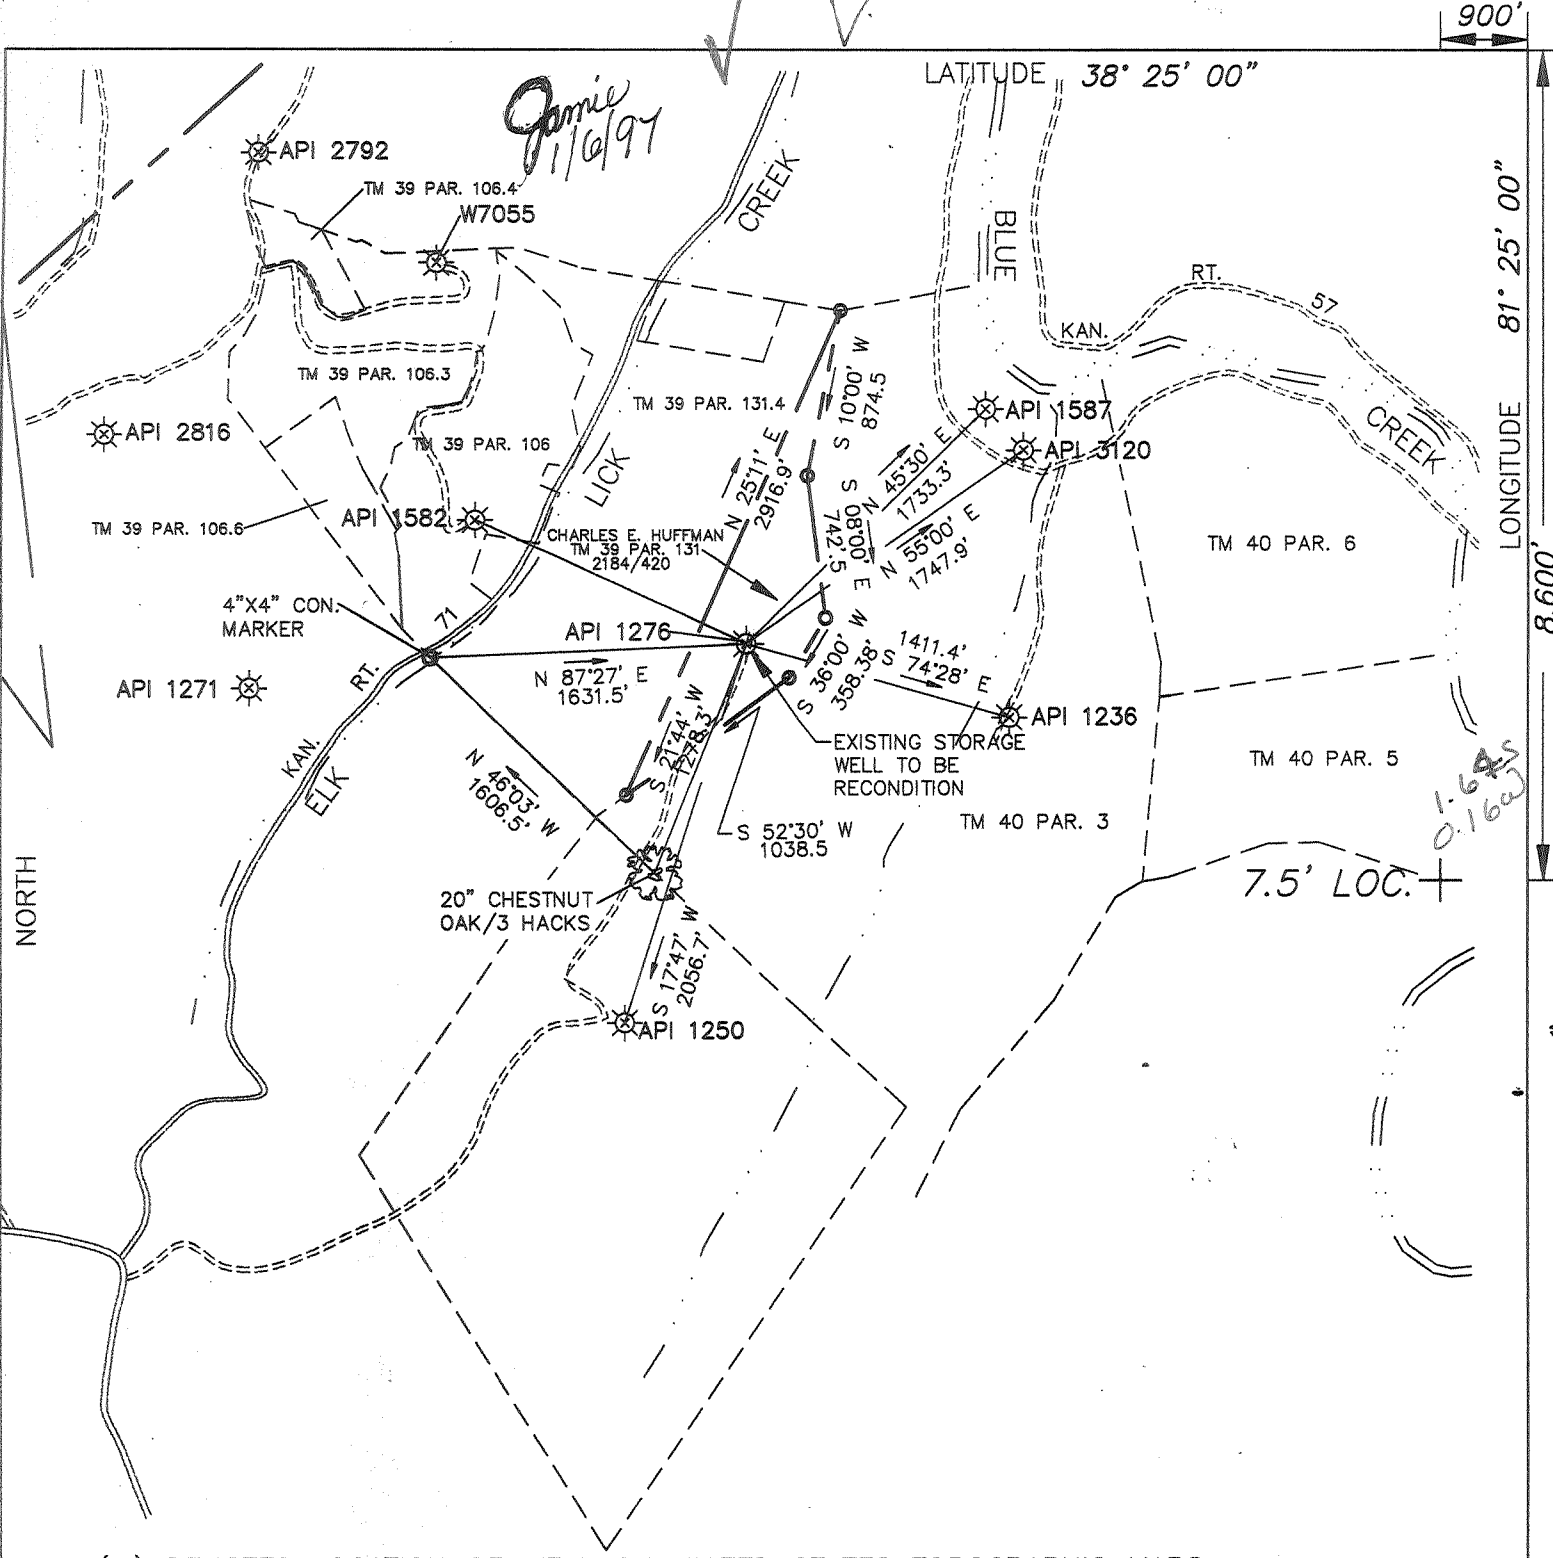 900'
LATITUDE 38° 25' 00"
Jamie
1/6/97
API 2792
TM 39 PAR. 106.4
W7055
CREEK
BLUE
RT.
57
KAN.
LONGITUDE 81° 25' 00"
8,600'
TM 39 PAR. 106.3
TM 39 PAR. 131.4
S 10°00' W
874.5
API 1587
API 2816
TM 39 PAR. 106
N 25°11' E
2916.9'
N 45°30' E
1733.3'
API 3120
CREEK
LICK
TM 39 PAR. 106.6
API 1582
CHARLES E. HUFFMAN
TM 39 PAR. 131
2184/420
S 08°00' E
742.5
N 55°00' E
1747.9'
TM 40 PAR. 6
4"X4" CON.
MARKER
71
RT.
API 1276
N 87°27' E
1631.5'
S 36°00' W
358.38'
1411.4'
S 74°28' E
API 1271
API 1236
S 21°44' W
1278.3'
EXISTING STORAGE
WELL TO BE
RECONDITION
TM 40 PAR. 5
KAN.
ELK
N 46°03' W
1606.5'
S 52°30' W
1038.5
TM 40 PAR. 3
0.16W
7.5' LOC.
NORTH
20" CHESTNUT
OAK/3 HACKS
S 17°47' W
2056.7'
API 1250